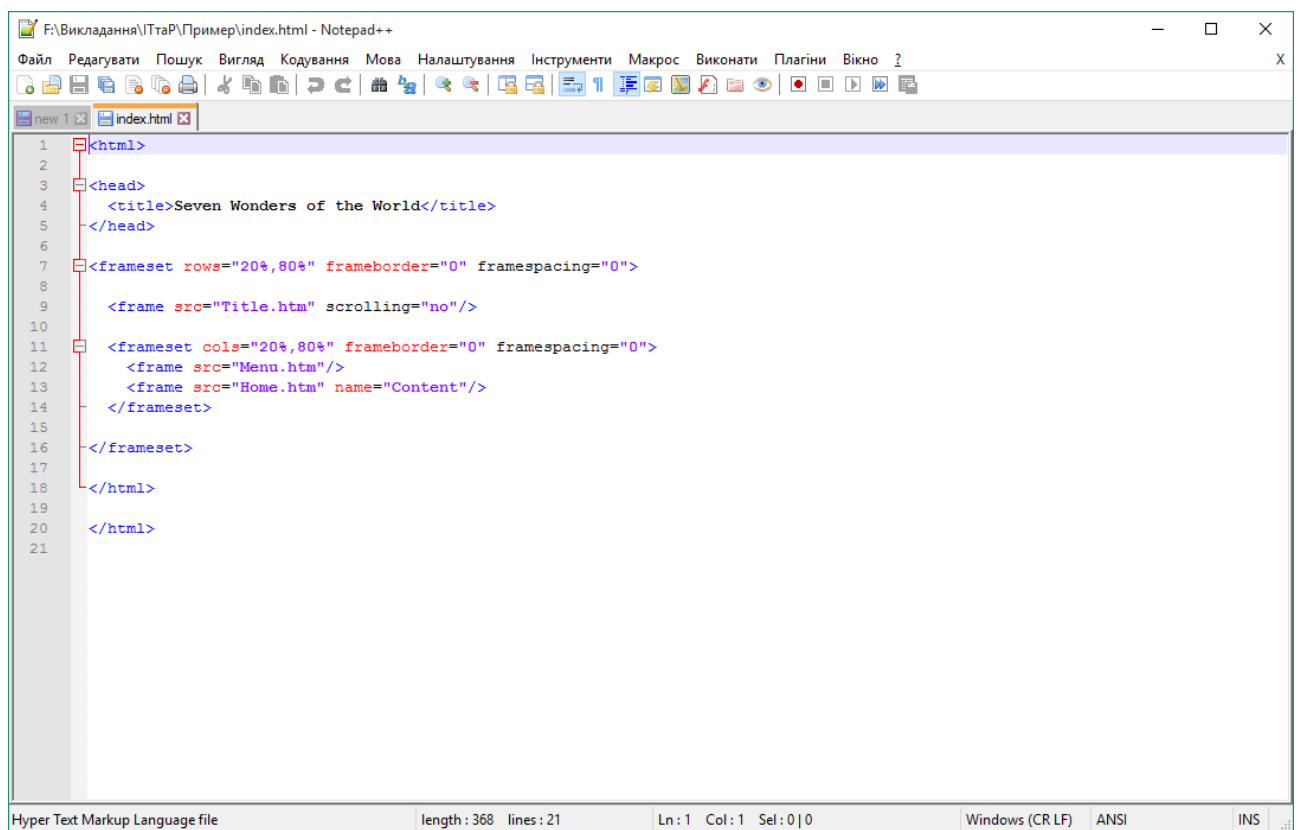 F:\Викладання\ІТтаР\Пример\index.html - Notepad++
Файл Редагувати Пошук Вигляд Кодування Мова Налаштування Інструменти Макрос Виконати Плагіни Вікно ? X
new 1 index.html
1 <html>
2
3 <head>
4 <title>Seven Wonders of the World</title>
5 </head>
6
7 <frameset rows="20%,80%" frameborder="0" framespacing="0">
8
9 <frame src="Title.htm" scrolling="no"/>
10
11 <frameset cols="20%,80%" frameborder="0" framespacing="0">
12 <frame src="Menu.htm"/>
13 <frame src="Home.htm" name="Content"/>
14 </frameset>
15
16 </frameset>
17
18 </html>
19
20 </html>
21
Hyper Text Markup Language file length : 368 lines : 21 Ln : 1 Col : 1 Sel : 0 | 0 Windows (CR LF) ANSI INS